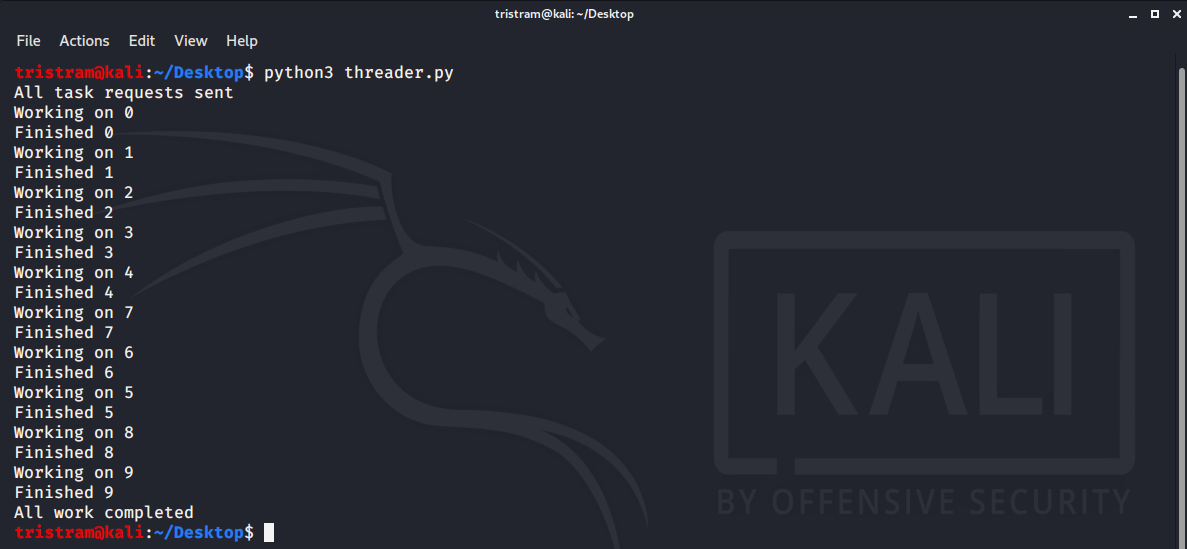 tristram@kali: ~/Desktop
File Actions Edit View Help
tristram@kali:~/Desktop$ python3 threader.py
All task requests sent
Working on 0
Finished 0
Working on 1
Finished 1
Working on 2
Finished 2
Working on 3
Finished 3
Working on 4
Finished 4
Working on 7
Finished 7
Working on 6
Finished 6
Working on 5
Finished 5
Working on 8
Finished 8
Working on 9
Finished 9
All work completed
tristram@kali:~/Desktop$
KALI
BY OFFENSIVE SECURITY